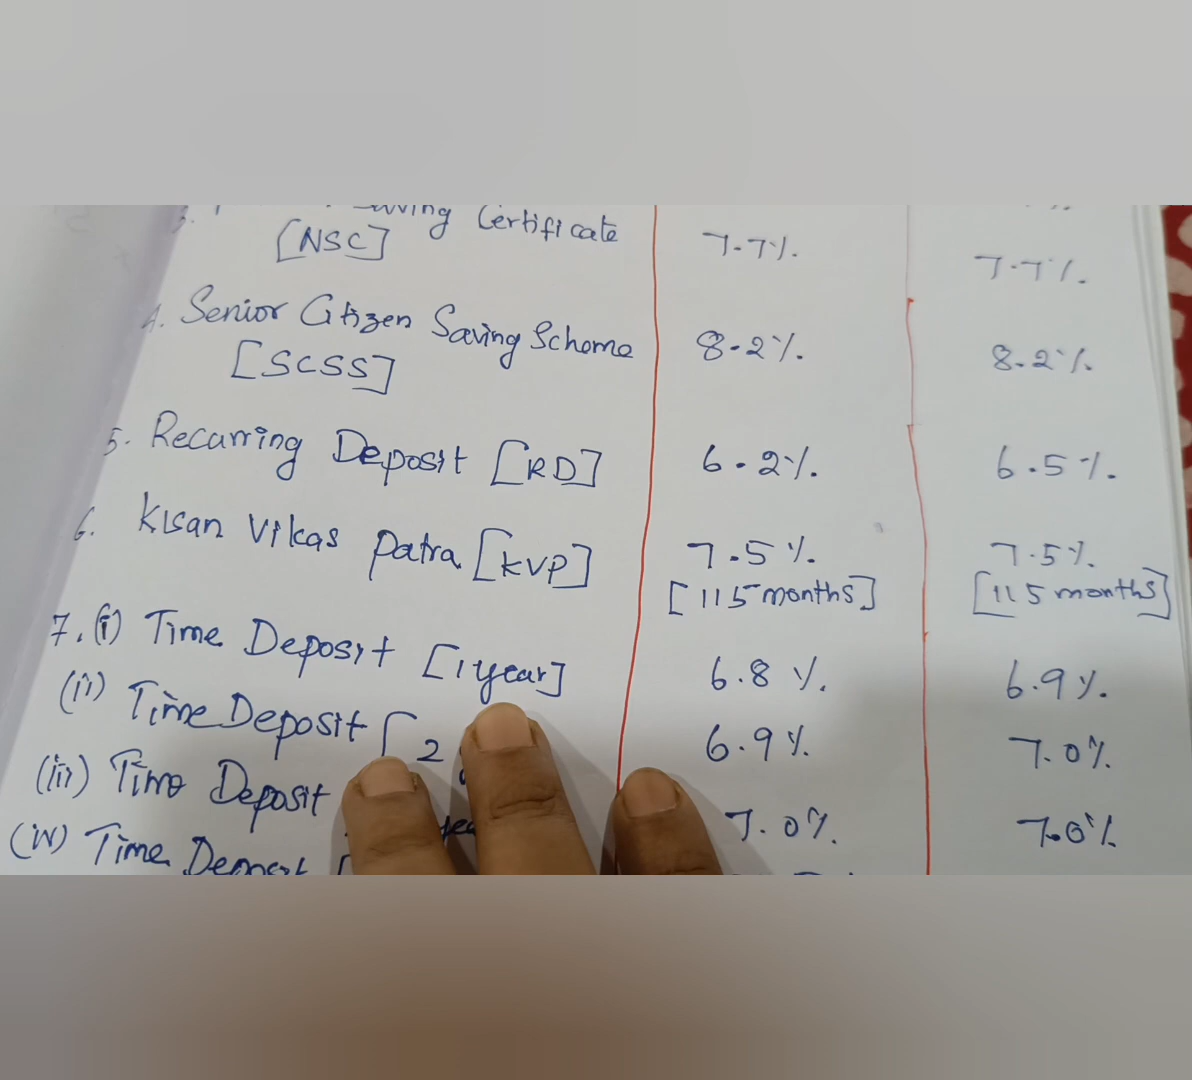 Saving Certificate
[NSC] 7.7% 7.7%
4. Senior Citizen Saving Scheme 8.2% 8.2%
[SCSS]
5. Recurring Deposit [RD] 6.2% 6.5%
6. Kisan Vikas Patra [KVP] 7.5% 7.5%
[115 months] [115 months]
7. (i) Time Deposit [1 year] 6.8% 6.9%
(ii) Time Deposit [2 6.9% 7.0%
(iii) Time Deposit 7.0% 7.0%
(iv) Time Deposit [